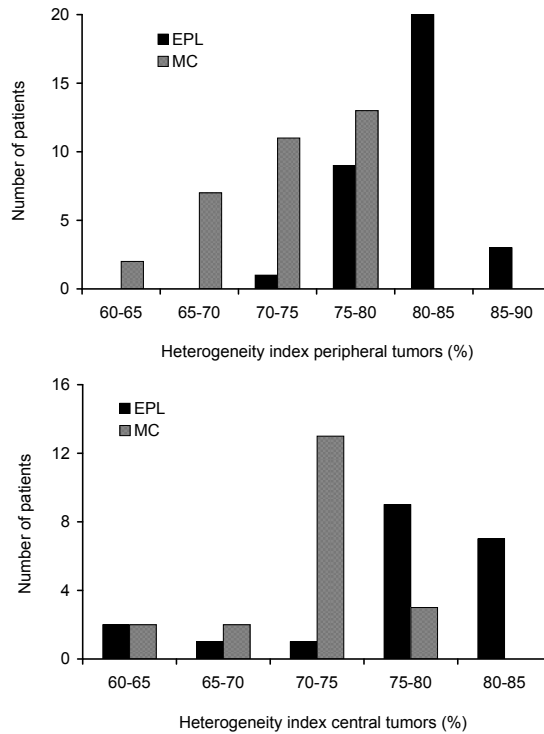 20
15
10
5
0
Number of patients
EPL
MC
60-65 65-70 70-75 75-80 80-85 85-90
Heterogeneity index peripheral tumors (%)
16
12
8
4
0
Number of patients
EPL
MC
60-65 65-70 70-75 75-80 80-85
Heterogeneity index central tumors (%)